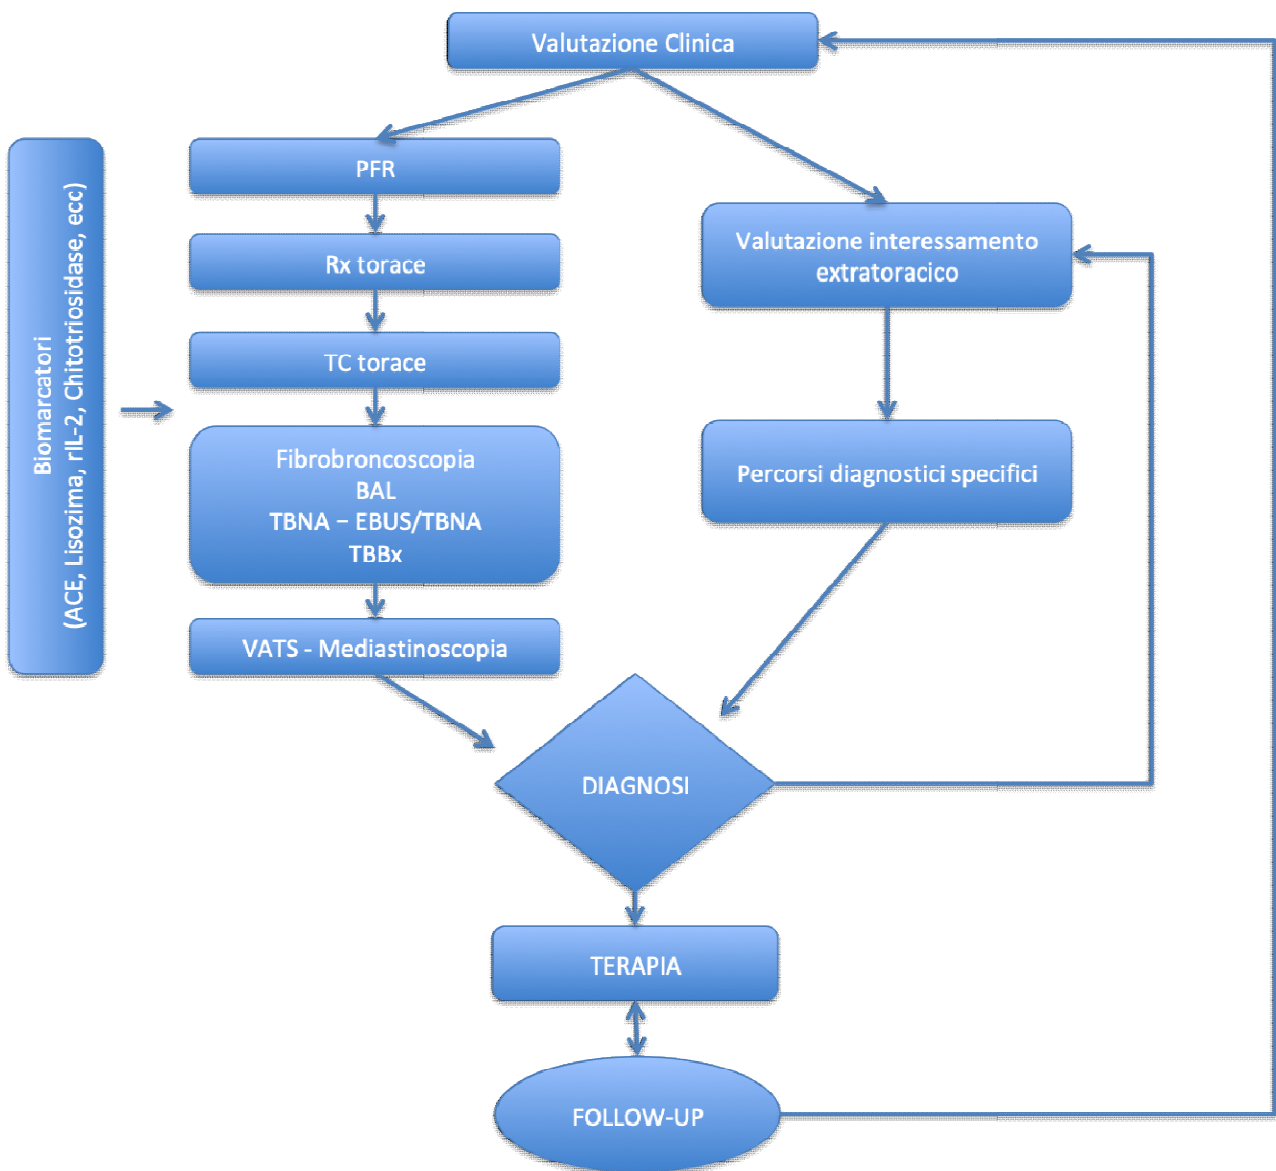 Valutazione Clinica
PFR
Rx torace
TC torace
Fibrobroncoscopia
BAL
TBNA – EBUS/TBNA
TBBx
VATS - Mediastinoscopia
Biomarcatori
(ACE, Lisozima, rIL-2, Chitotriosidase, ecc)
Valutazione interessamento
extratoracico
Percorsi diagnostici specifici
DIAGNOSI
TERAPIA
FOLLOW-UP